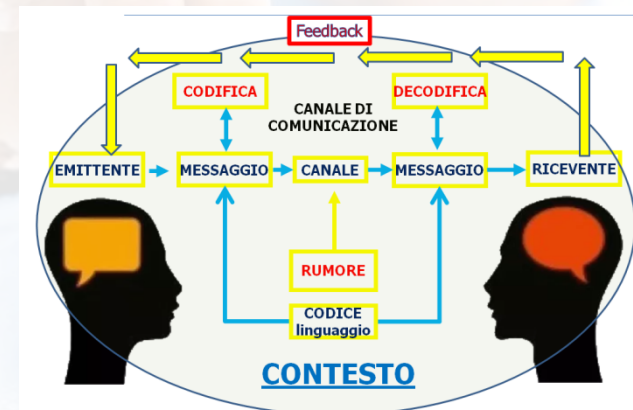 Feedback
CODIFICA
DECODIFICA
CANALE DI
COMUNICAZIONE
EMITTENTE
MESSAGGIO
CANALE
MESSAGGIO
RICEVENTE
RUMORE
CODICE
linguaggio
CONTESTO